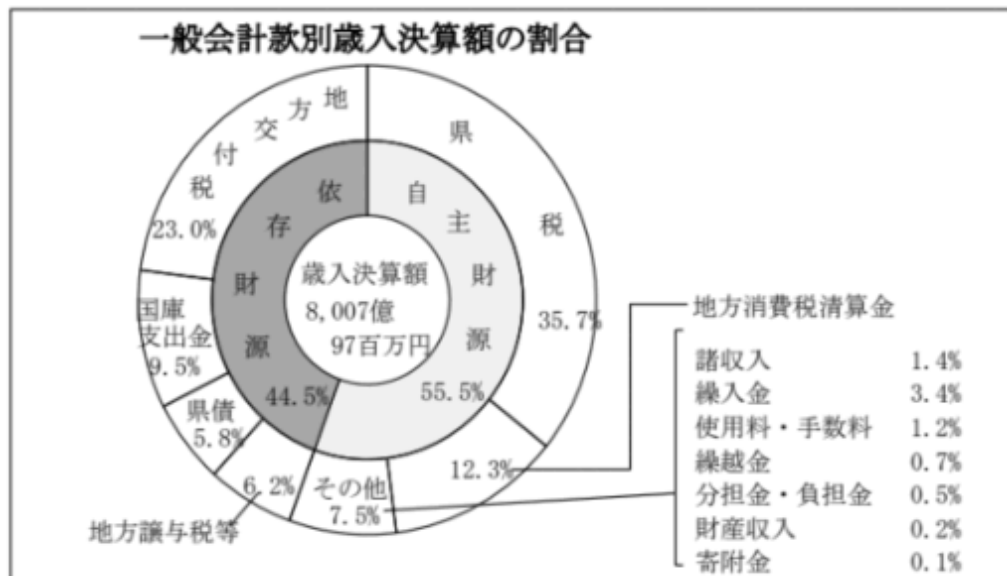 一般会計款別歳入決算額の割合
県税
35.7%
地方消費税清算金
12.3%
その他
7.5%
諸収入 1.4%
繰入金 3.4%
使用料・手数料 1.2%
繰越金 0.7%
分担金・負担金 0.5%
財産収入 0.2%
寄附金 0.1%
地方譲与税等
6.2%
県債
5.8%
国庫
支出金
9.5%
地方交付税
23.0%
自主財源
55.5%
依存財源
44.5%
歳入決算額
8,007億
97百万円